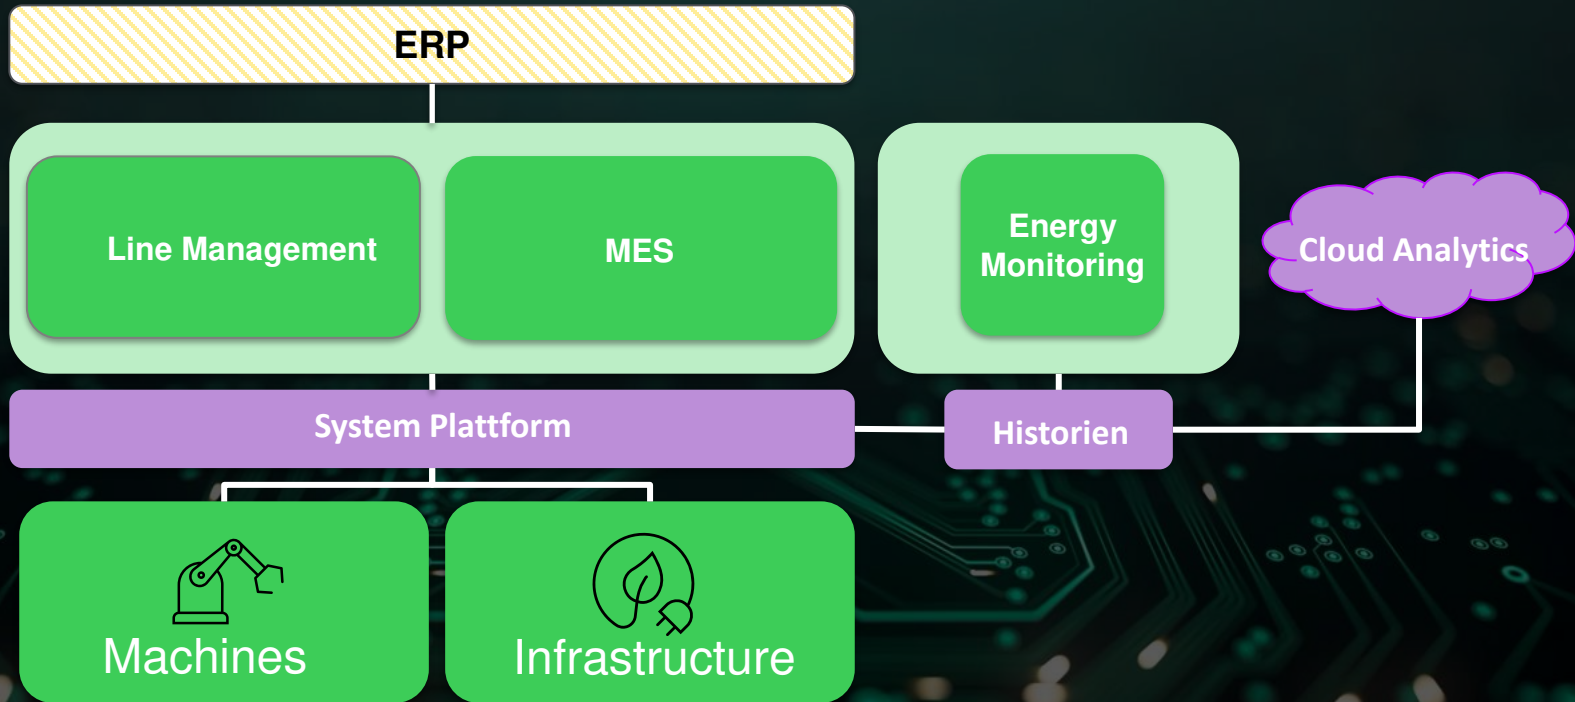 ERP
Line Management
MES
Energy
Monitoring
Cloud Analytics
System Plattform
Historien
Machines
Infrastructure